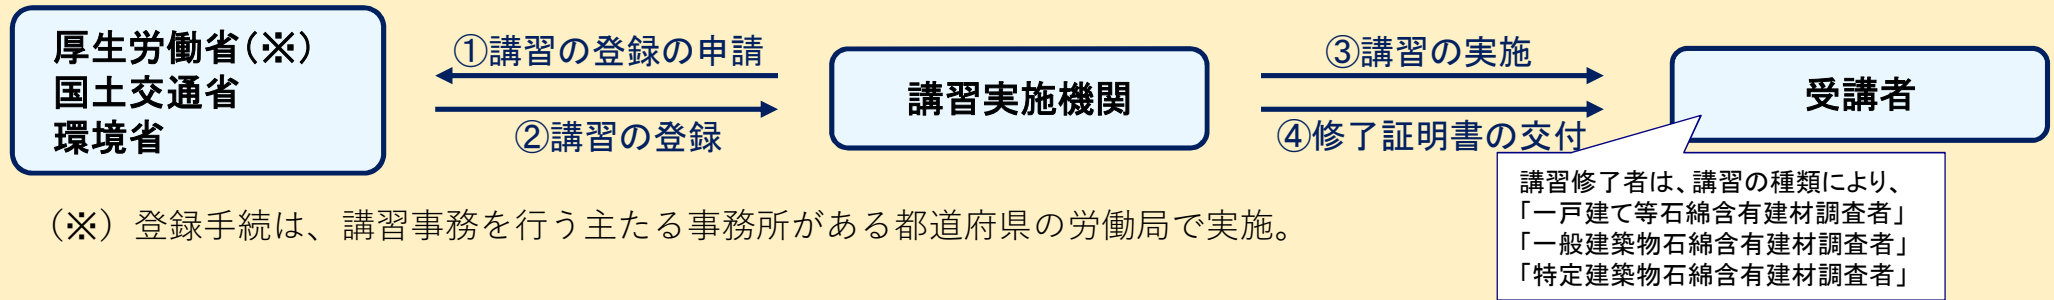 厚生労働省(※)
国土交通省
環境省
①講習の登録の申請
②講習の登録
講習実施機関
③講習の実施
④修了証明書の交付
受講者
講習修了者は、講習の種類により、
「一戸建て等石綿含有建材調査者」
「一般建築物石綿含有建材調査者」
「特定建築物石綿含有建材調査者」
（※）登録手続は、講習事務を行う主たる事務所がある都道府県の労働局で実施。